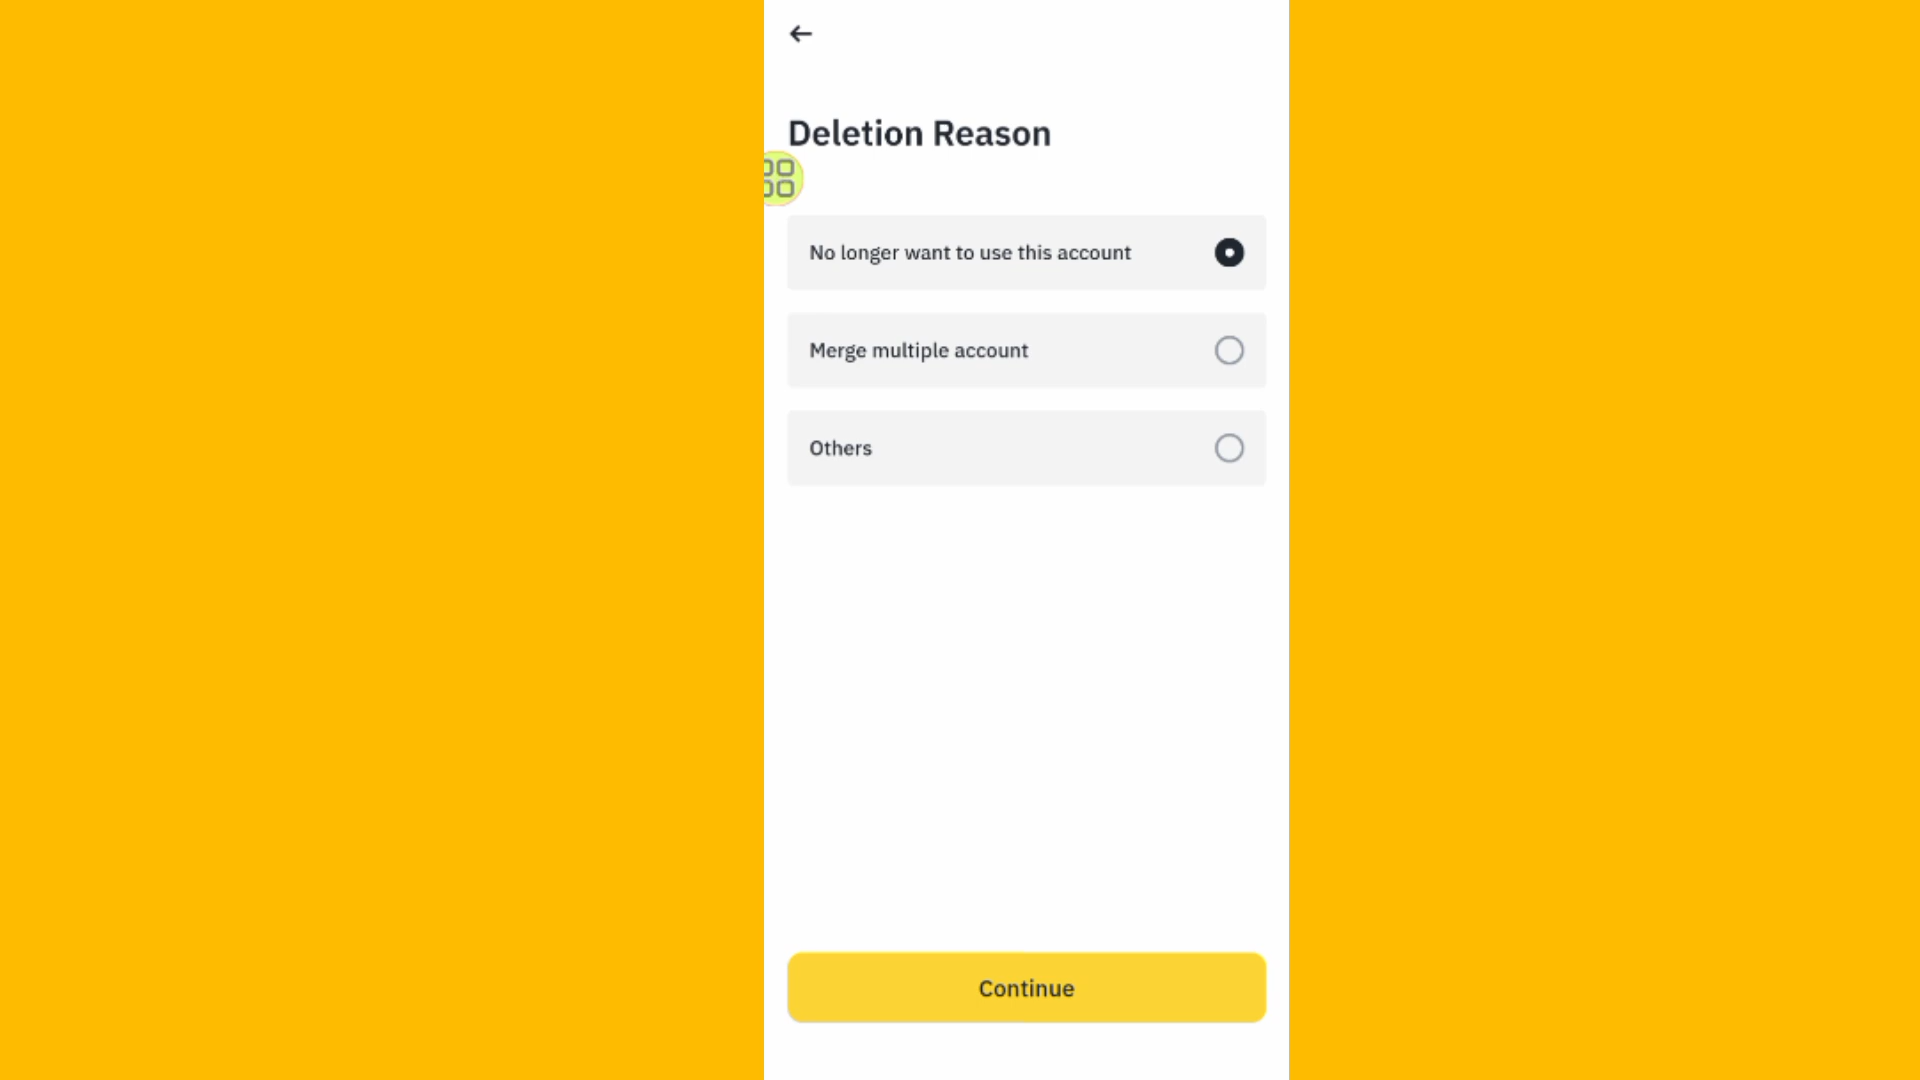 Deletion Reason
No longer want to use this account
Merge multiple account
Others
Continue